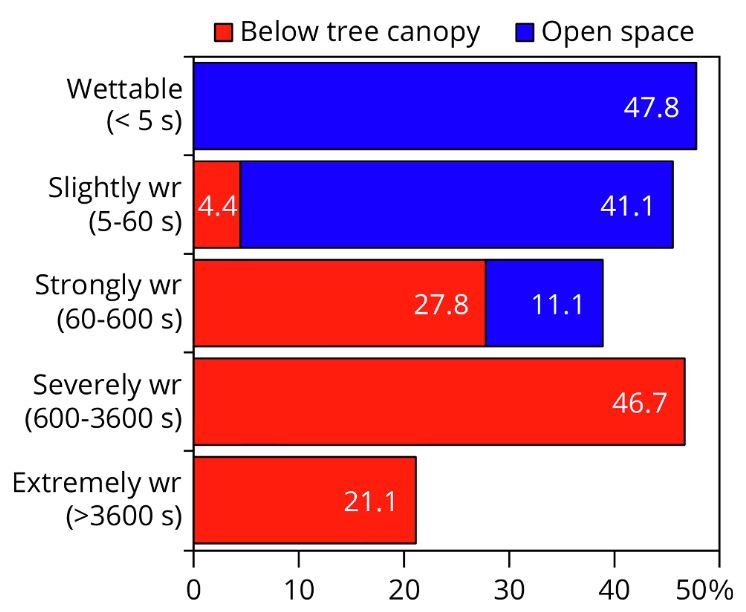 Below tree canopy Open space
Wettable
(< 5 s)
47.8
Slightly wr
(5-60 s)
4.4 41.1
Strongly wr
(60-600 s)
27.8 11.1
Severely wr
(600-3600 s)
46.7
Extremely wr
(>3600 s)
21.1
0 10 20 30 40 50%